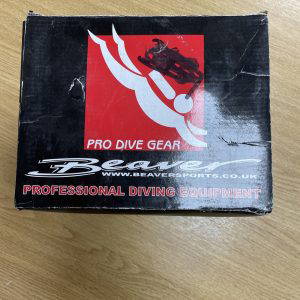 PRO DIVE GEAR
Beaver
WWW.BEAVERSPORTS.CO.UK
PROFESSIONAL DIVING EQUIPMENT